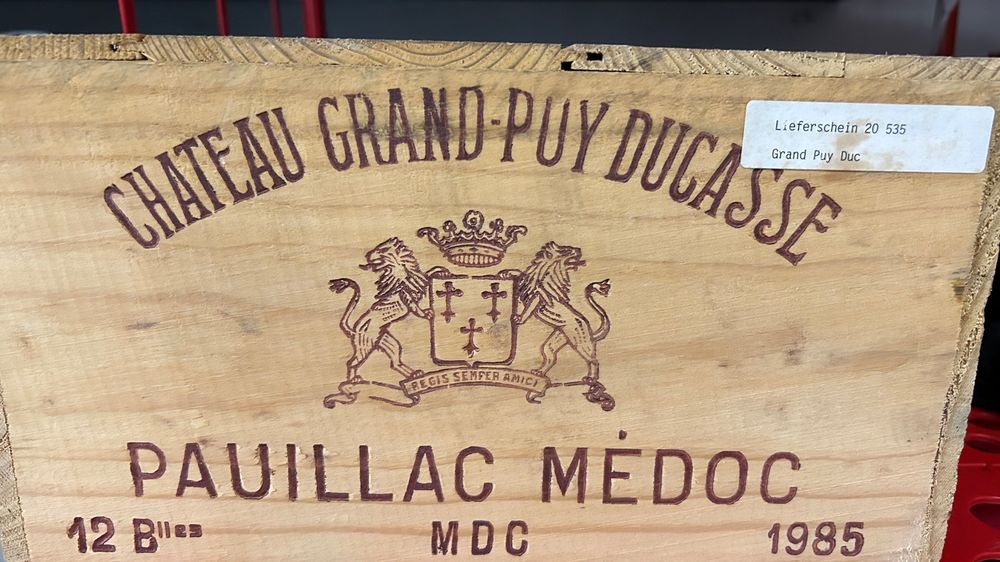 CHATEAU GRAND-PUY DUCASSE
Lieferschein 20 535
Grand Puy Duc
REGIS SEMPER AMICI
PAUILLAC MÉDOC
12 Blles MDC 1985